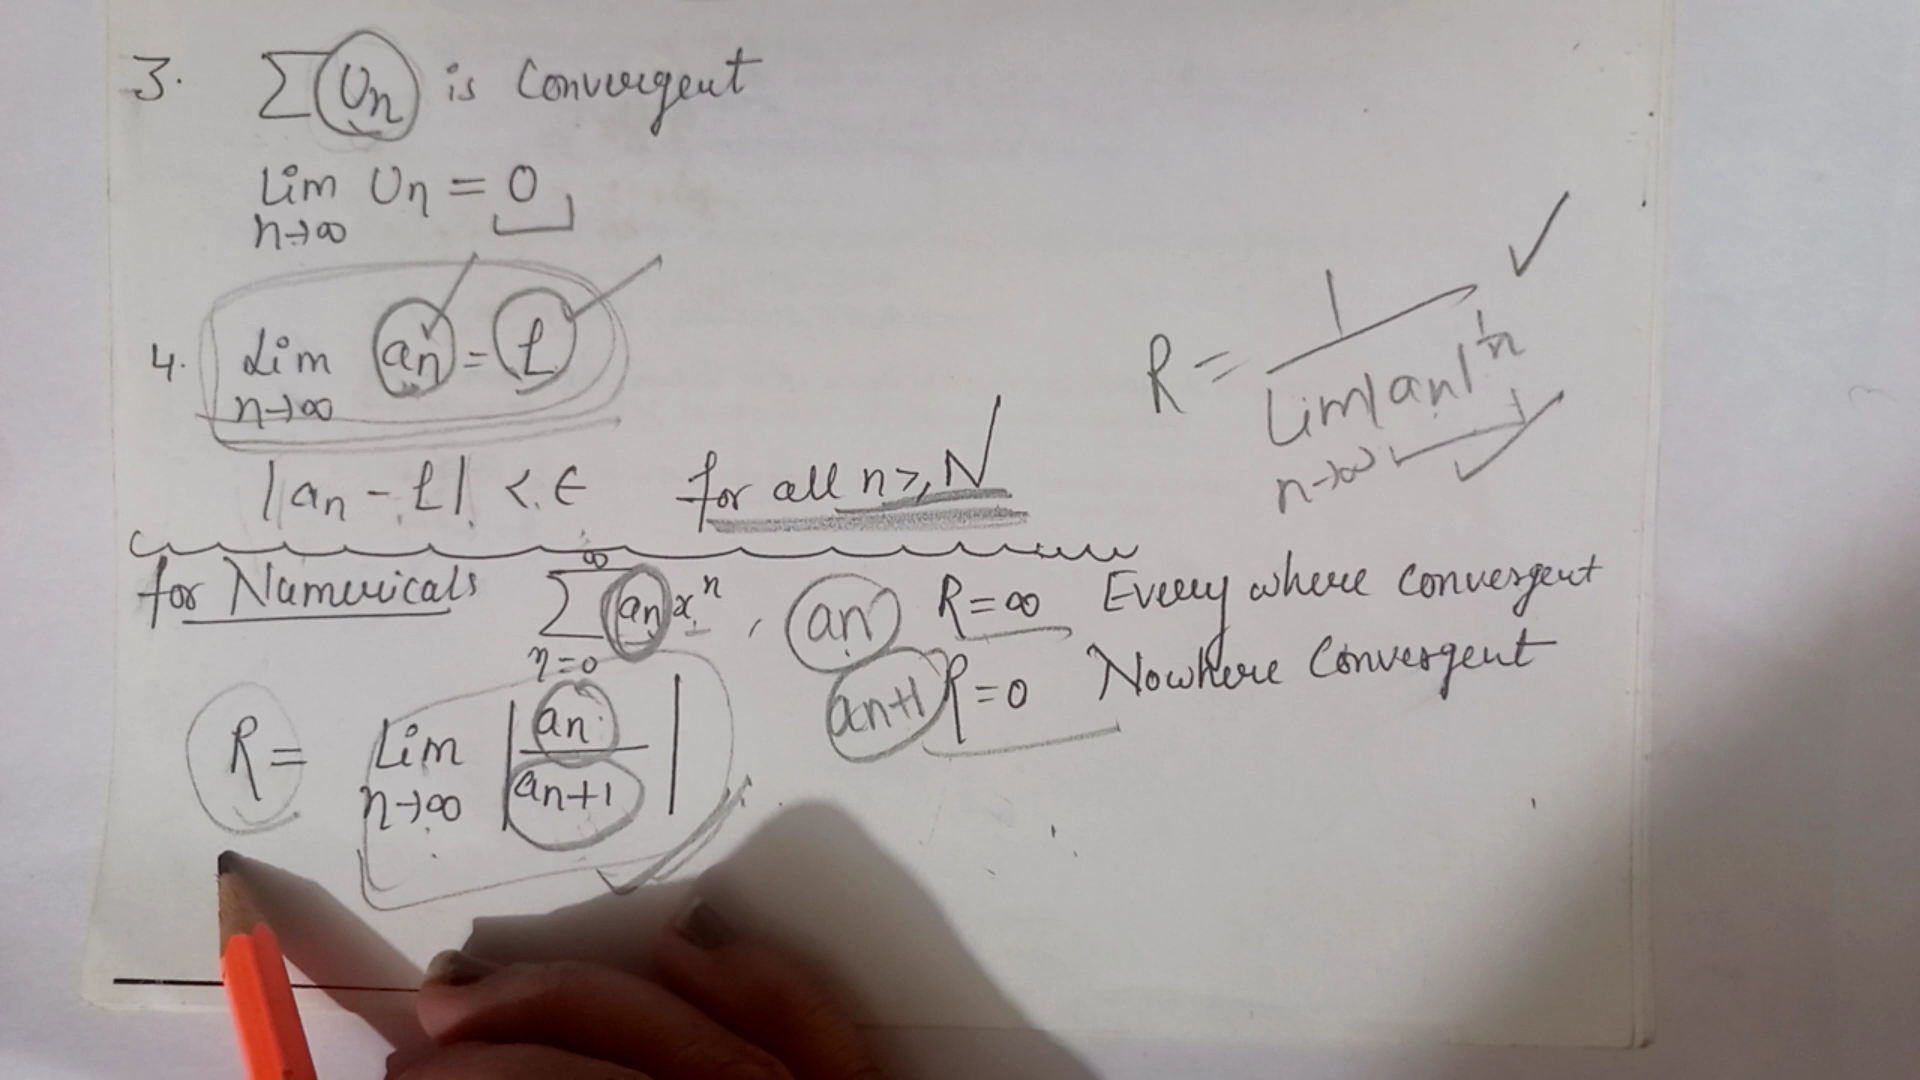 3. Σ Un is Convergent
Lim Un = 0
n→∞
4. Lim an = L
n→∞
R = 1
Lim |an|^1/n
n→∞
|an - L| < ϵ for all n ≥ N
for Numericals ∞
Σ an x^n , an R=∞ Every where convergent
n=0
an+1 R=0 Nowhere Convergent
R = Lim | an / an+1 |
n→∞